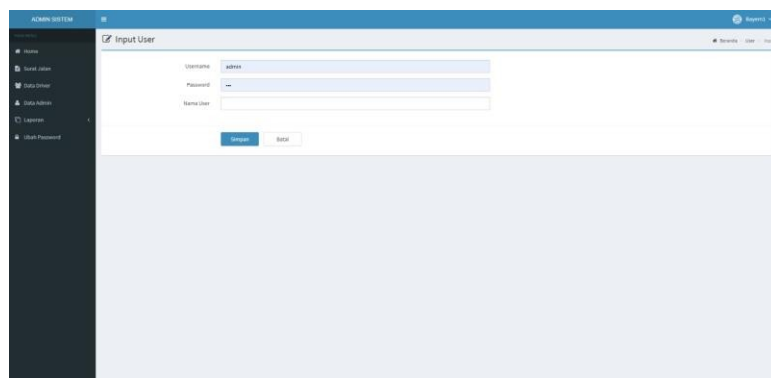 ADMIN SISTEM
Input User
Beranda User
Home
Surat Jalan
Data Driver
Data Admin
Laporan
Ubah Password
Username admin
Password •••
Nama User
Simpan Batal